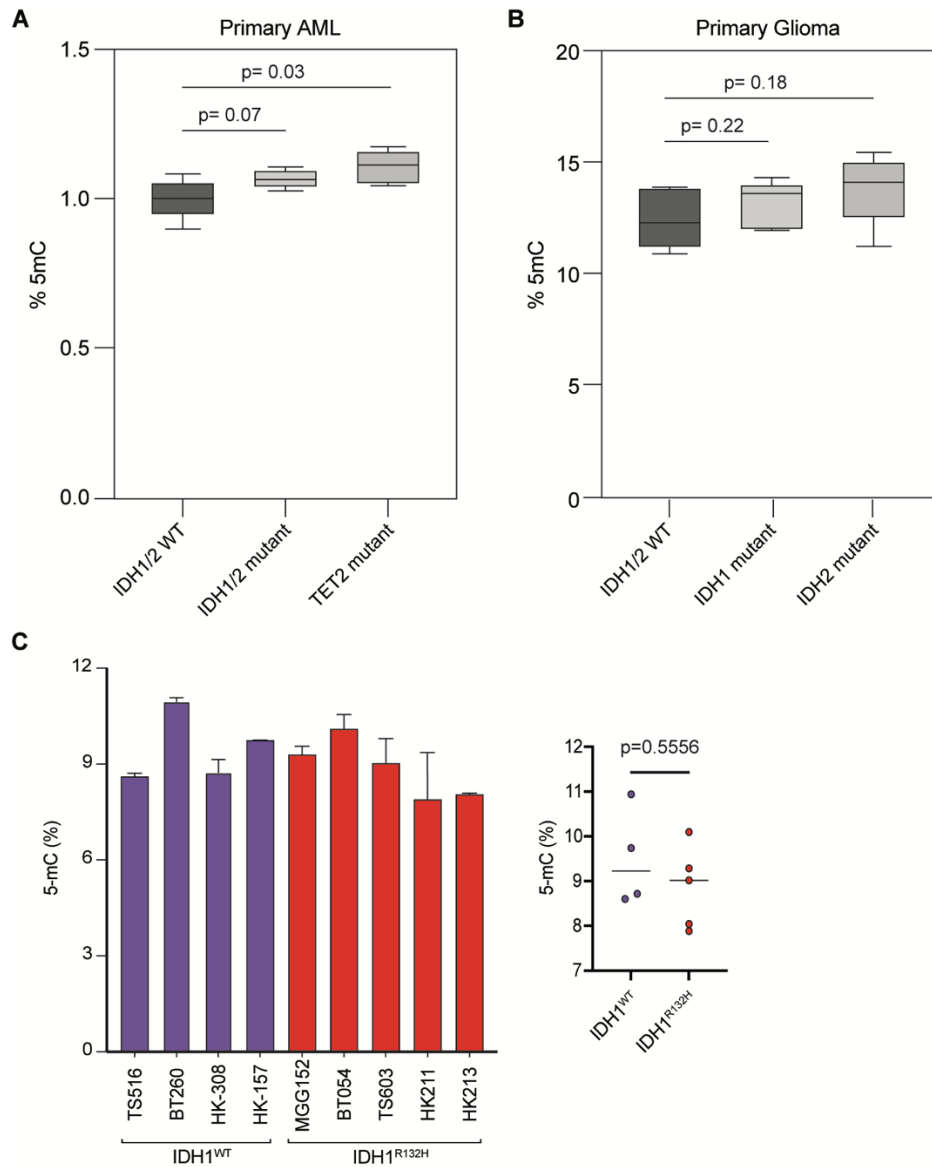 A
Primary AML
1.5
1.0
0.5
0.0
% 5mC
p= 0.03
p= 0.07
IDH1/2 WT
IDH1/2 mutant
TET2 mutant
B
Primary Glioma
20
15
10
5
0
% 5mC
p= 0.18
p= 0.22
IDH1/2 WT
IDH1 mutant
IDH2 mutant
C
12
9
6
3
0
5-mC (%)
TS516
BT260
HK-308
HK-157
MGG152
BT054
TS603
HK211
HK213
IDH1WT
IDH1R132H
12
11
10
9
8
7
5-mC (%)
p=0.5556
IDH1WT
IDH1R132H